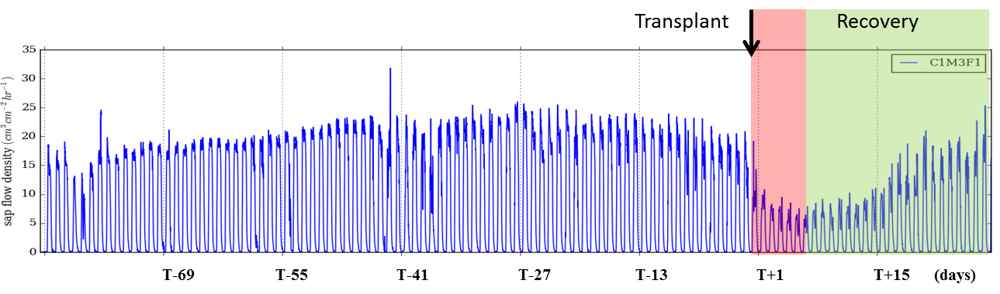 Transplant
Recovery
C1M3F1
sap flow density (cm³ cm⁻² hr⁻¹)
35
30
25
20
15
10
5
0
T-69 T-55 T-41 T-27 T-13 T+1 T+15 (days)